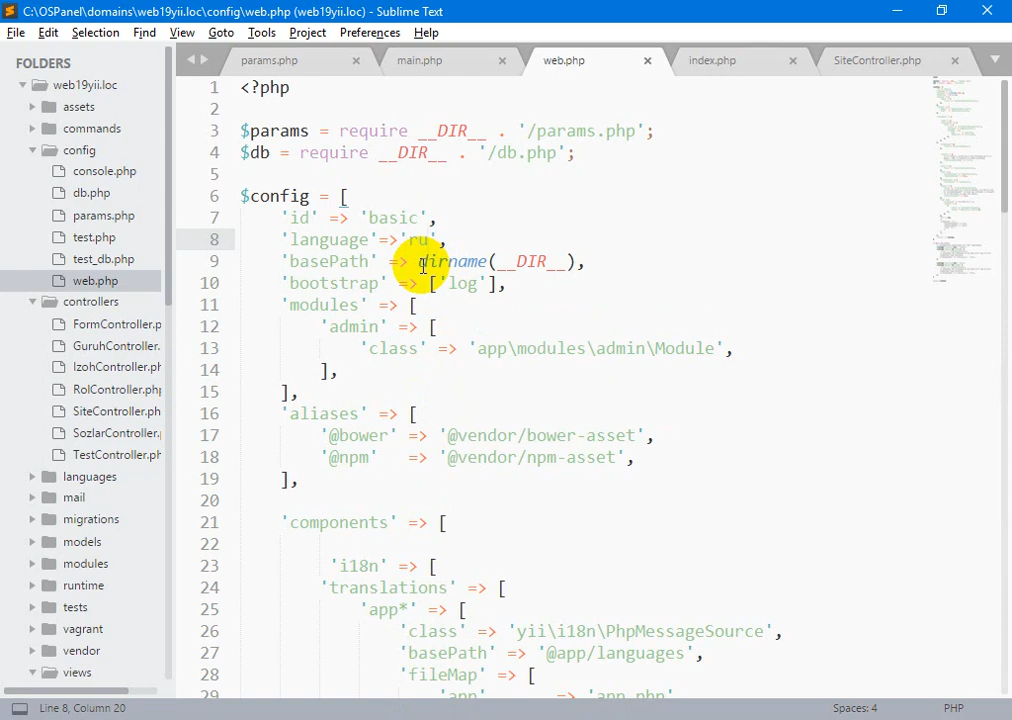 C:\OSPanel\domains\web19yii.loc\config\web.php (web19yii.loc) - Sublime Text
File Edit Selection Find View Goto Tools Project Preferences Help
FOLDERS
web19yii.loc
assets
commands
config
console.php
db.php
params.php
test.php
test_db.php
web.php
controllers
FormController.p
GuruhController.
IzohController.ph
RolController.php
SiteController.ph
SozlarController.
TestController.ph
languages
mail
migrations
models
modules
runtime
tests
vagrant
vendor
views
params.php main.php web.php index.php SiteController.php
1 <?php
2
3 $params = require __DIR__ . '/params.php';
4 $db = require __DIR__ . '/db.php';
5
6 $config = [
7 'id' => 'basic',
8 'language'=>'ru',
9 'basePath' => dirname(__DIR__),
10 'bootstrap' => ['log'],
11 'modules' => [
12 'admin' => [
13 'class' => 'app\modules\admin\Module',
14 ],
15 ],
16 'aliases' => [
17 '@bower' => '@vendor/bower-asset',
18 '@npm'   => '@vendor/npm-asset',
19 ],
20
21 'components' => [
22
23 'i18n' => [
24 'translations' => [
25 'app*' => [
26 'class' => 'yii\i18n\PhpMessageSource',
27 'basePath' => '@app/languages',
28 'fileMap' => [
29 'app' => 'app.php'
Line 8, Column 20 Spaces: 4 PHP